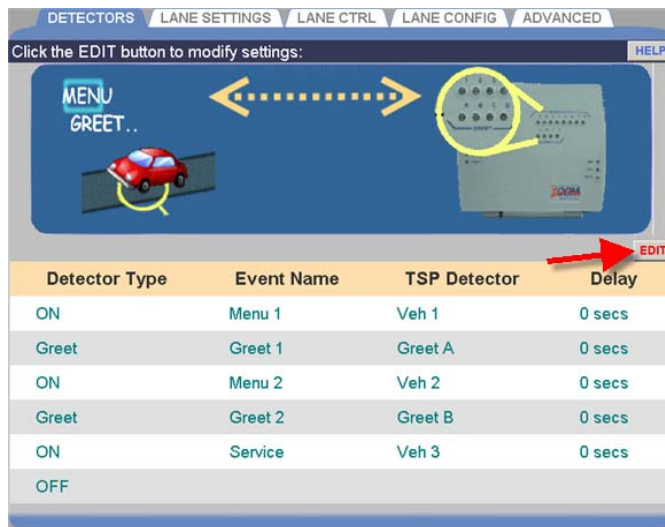 DETECTORS LANE SETTINGS LANE CTRL LANE CONFIG ADVANCED
Click the EDIT button to modify settings:
HELP
MENU
GREET..
ZOOM
EDIT
Detector Type Event Name TSP Detector Delay
ON Menu 1 Veh 1 0 secs
Greet Greet 1 Greet A 0 secs
ON Menu 2 Veh 2 0 secs
Greet Greet 2 Greet B 0 secs
ON Service Veh 3 0 secs
OFF